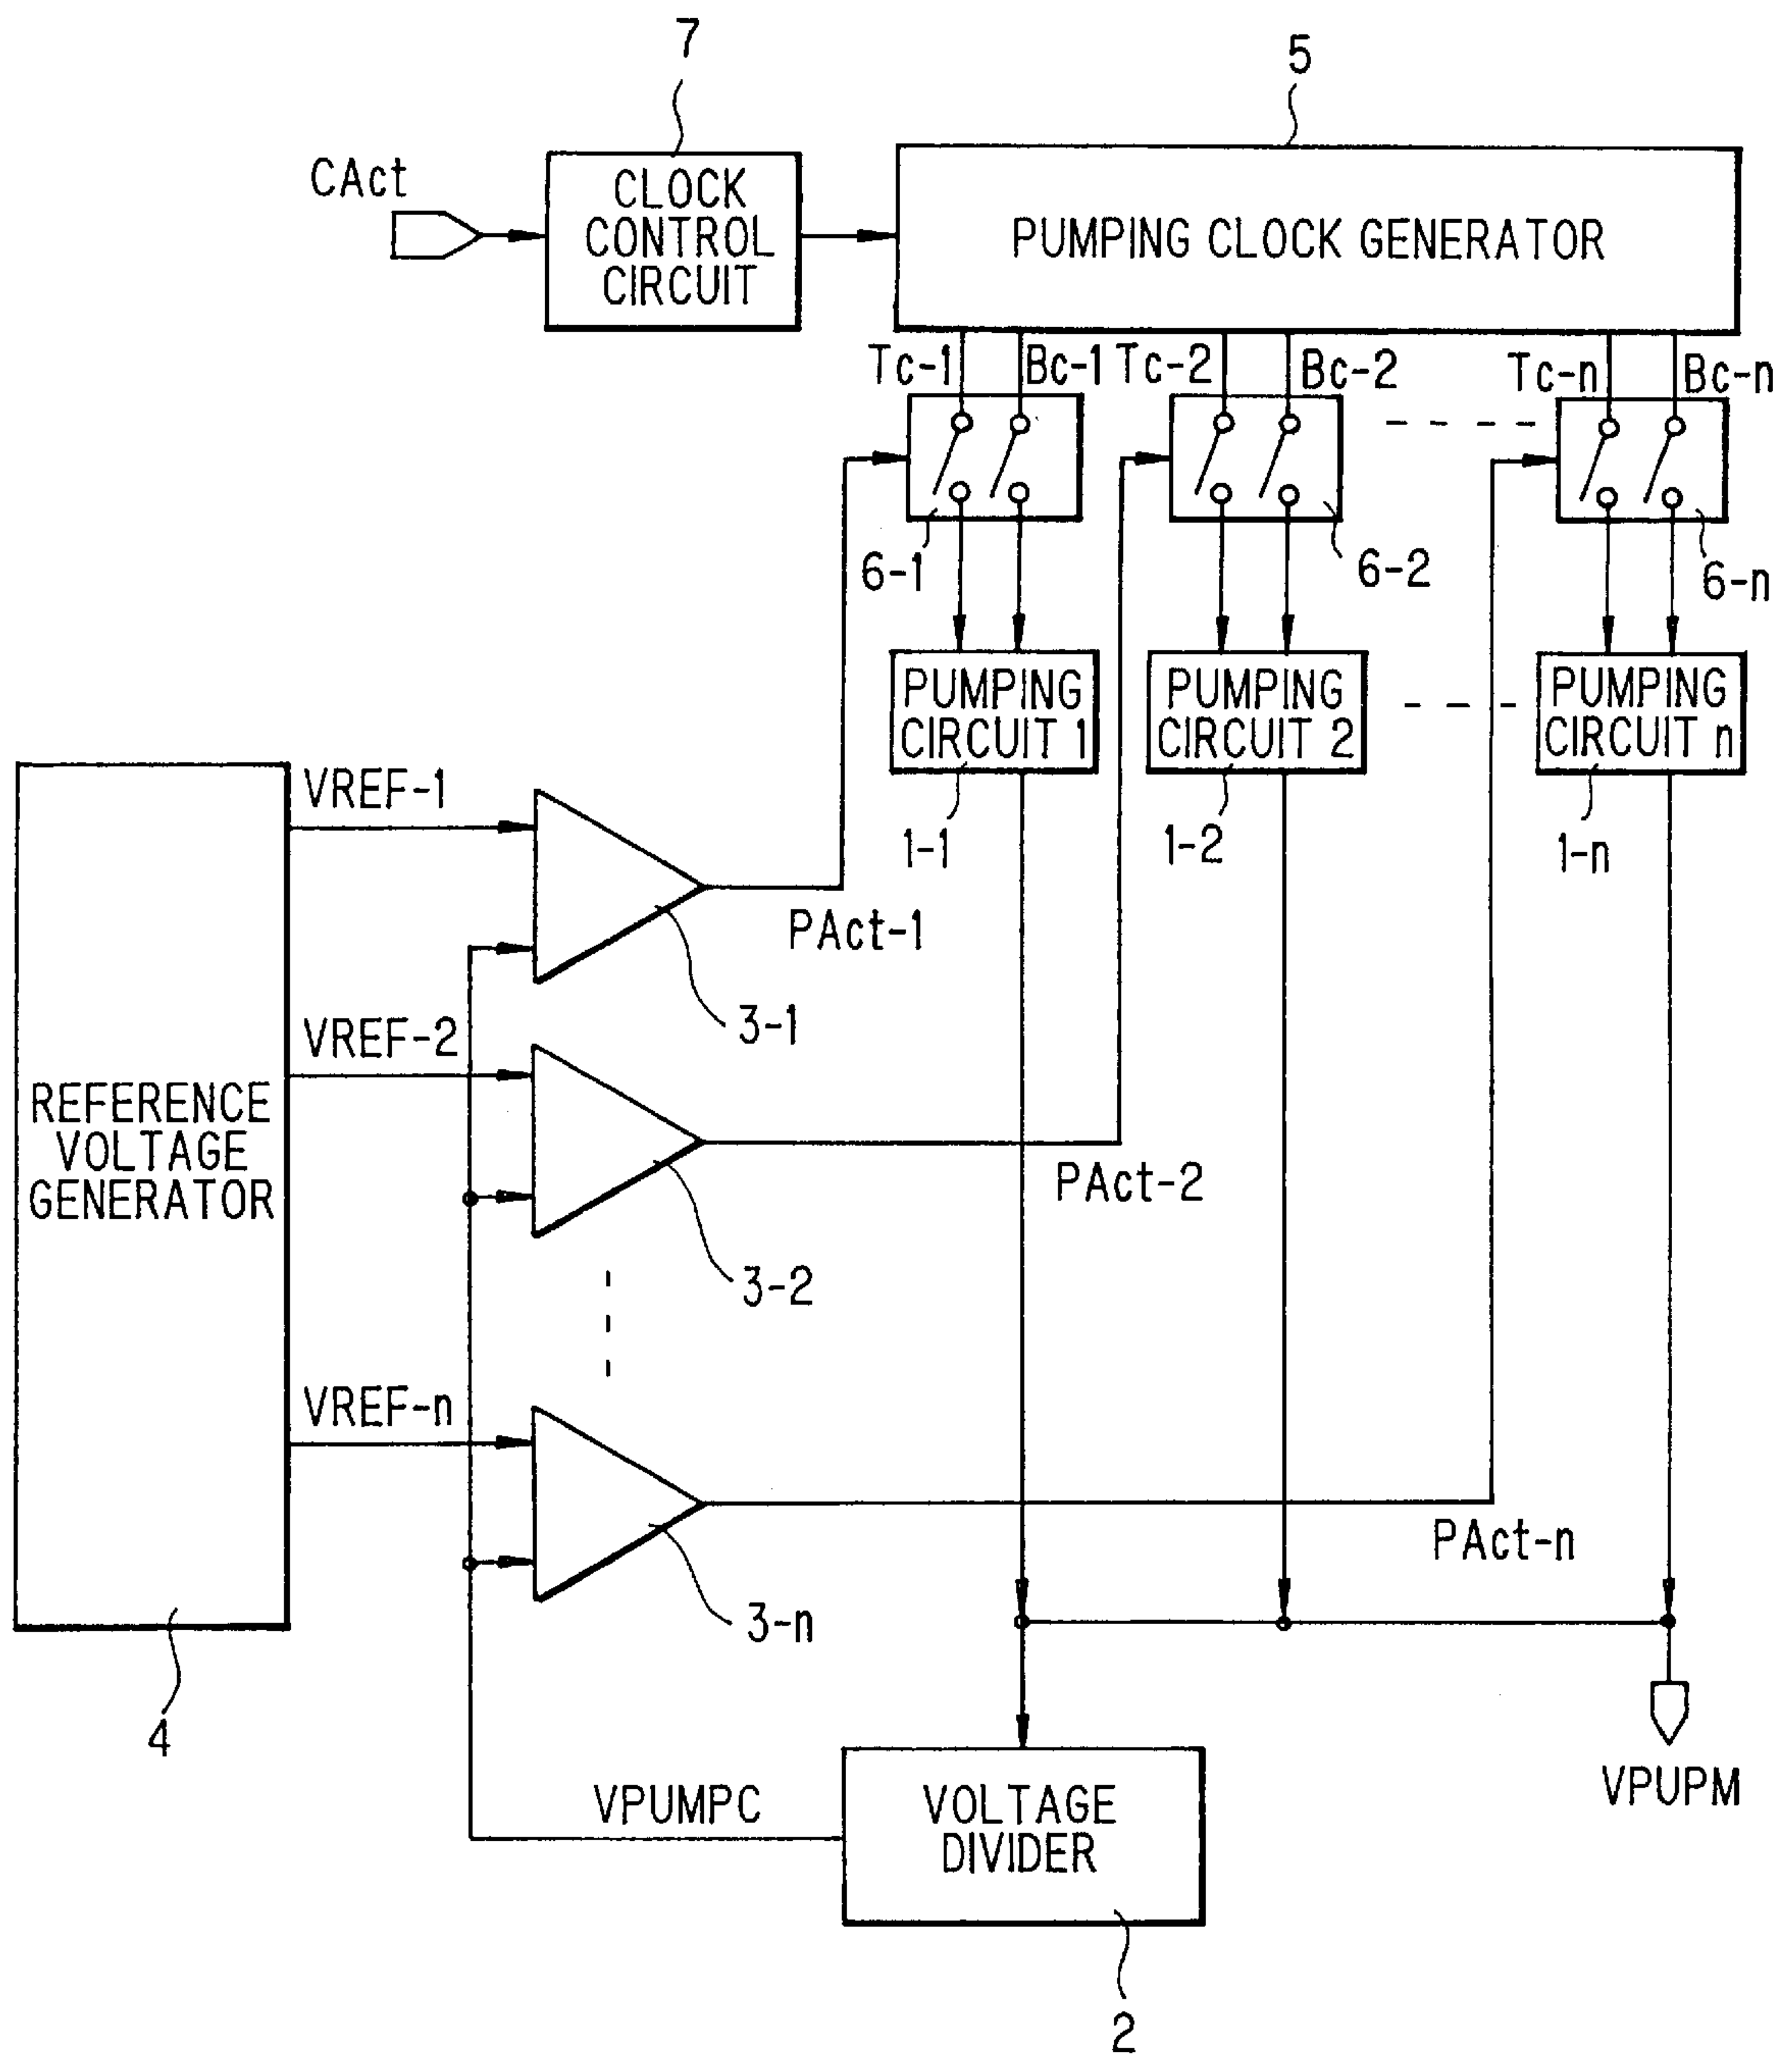 7
5
CAct
CLOCK
CONTROL
CIRCUIT
PUMPING CLOCK GENERATOR
Tc-1
Bc-1
Tc-2
Bc-2
Tc-n
Bc-n
6-1
6-2
6-n
PUMPING
CIRCUIT 1
PUMPING
CIRCUIT 2
PUMPING
CIRCUIT n
1-1
1-2
1-n
VREF-1
PAct-1
3-1
VREF-2
REFERENCE
VOLTAGE
GENERATOR
PAct-2
3-2
VREF-n
PAct-n
3-n
4
VPUMPC
VOLTAGE
DIVIDER
VPUPM
2